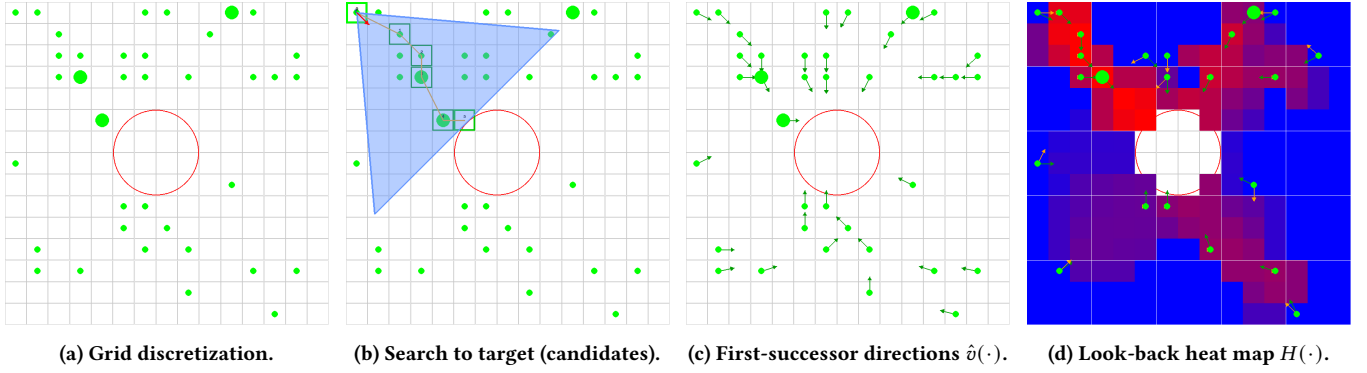 (a) Grid discretization.
(b) Search to target (candidates).
(c) First-successor directions v̂(·).
(d) Look-back heat map H(·).